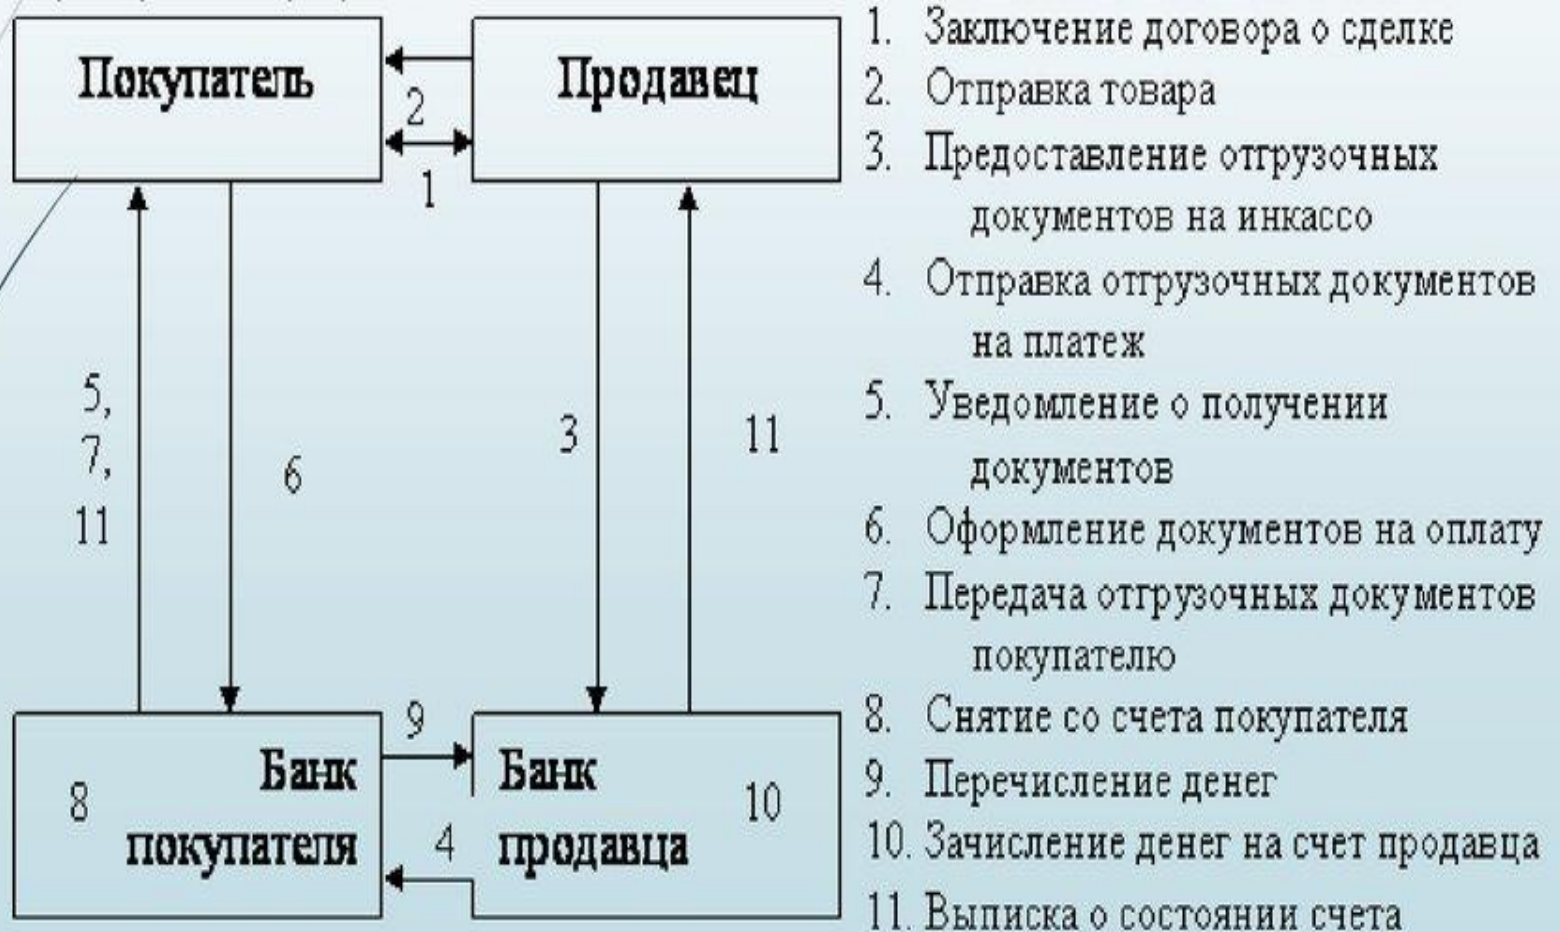 Покупатель
Продавец
2
1
5,
7,
11
6
3
11
9
Банк
покупателя
8
4
Банк
продавца
10
1. Заключение договора о сделке
2. Отправка товара
3. Предоставление отгрузочных
документов на инкассо
4. Отправка отгрузочных документов
на платеж
5. Уведомление о получении
документов
6. Оформление документов на оплату
7. Передача отгрузочных документов
покупателю
8. Снятие со счета покупателя
9. Перечисление денег
10. Зачисление денег на счет продавца
11. Выписка о состоянии счета